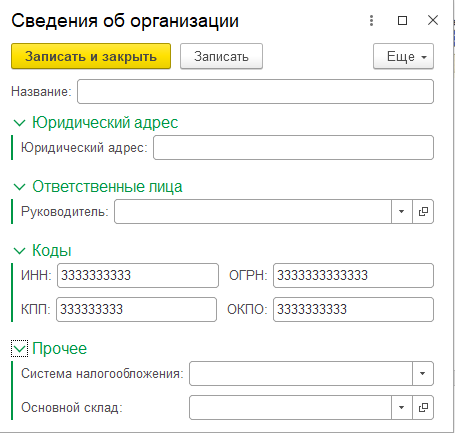 Сведения об организации
Записать и закрыть Записать Еще
Название:
Юридический адрес
Юридический адрес:
Ответственные лица
Руководитель:
Коды
ИНН: 3333333333 ОГРН: 3333333333333
КПП: 333333333 ОКПО: 3333333333
Прочее
Система налогообложения:
Основной склад: